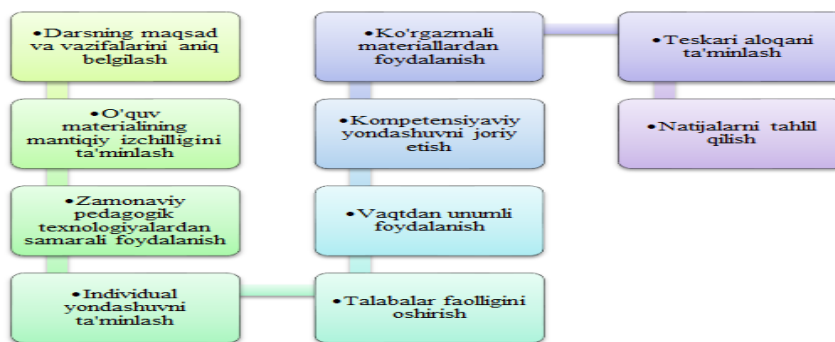 •Darsning maqsad
va vazifalarini aniq
belgilash
•O'quv
materialining
mantiqiy izchilligini
ta'minlash
•Zamonaviy
pedagogik
texnologiyalardan
samarali foydalanish
•Individual
yondashuvni
ta'minlash
•Talabalar faolligini
oshirish
•Vaqtdan unumli
foydalanish
•Kompetensiyaviy
yondashuvni joriy
etish
•Ko'rgazmali
materiallardan
foydalanish
•Teskari aloqani
ta'minlash
•Natijalarni tahlil
qilish